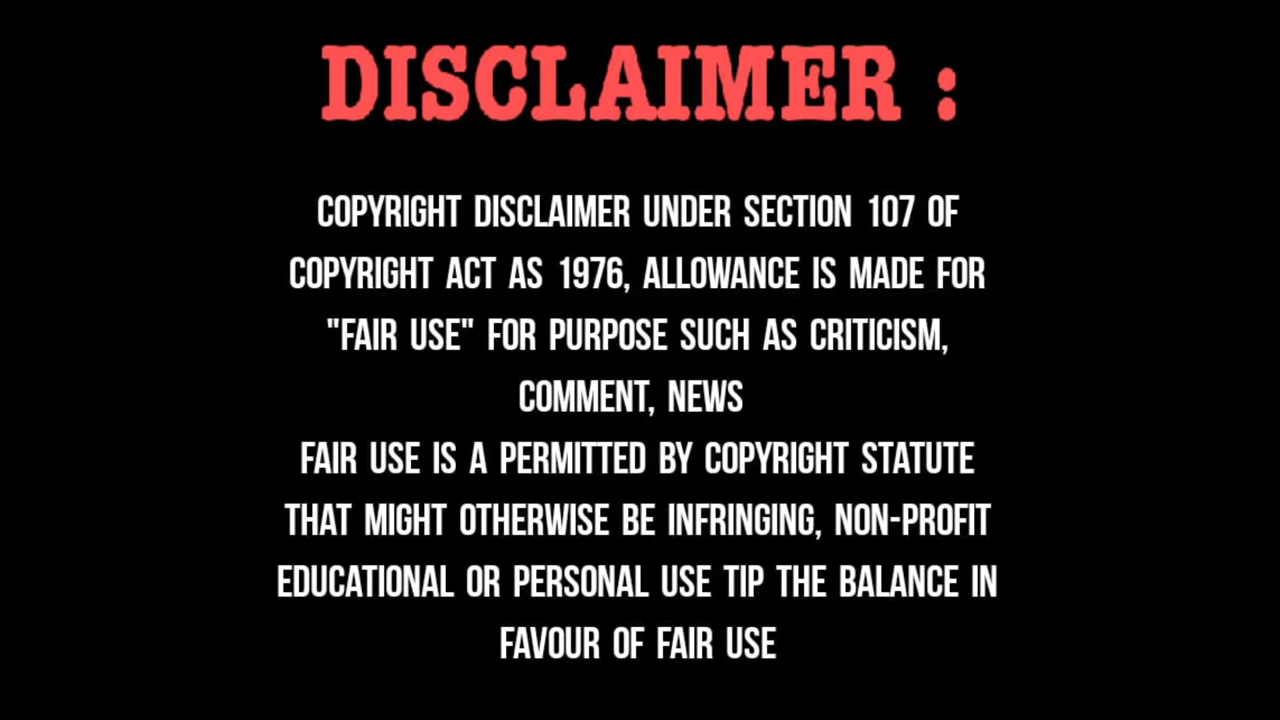 DISCLAIMER :
COPYRIGHT DISCLAIMER UNDER SECTION 107 OF
COPYRIGHT ACT AS 1976, ALLOWANCE IS MADE FOR
"FAIR USE" FOR PURPOSE SUCH AS CRITICISM,
COMMENT, NEWS
FAIR USE IS A PERMITTED BY COPYRIGHT STATUTE
THAT MIGHT OTHERWISE BE INFRINGING, NON-PROFIT
EDUCATIONAL OR PERSONAL USE TIP THE BALANCE IN
FAVOUR OF FAIR USE